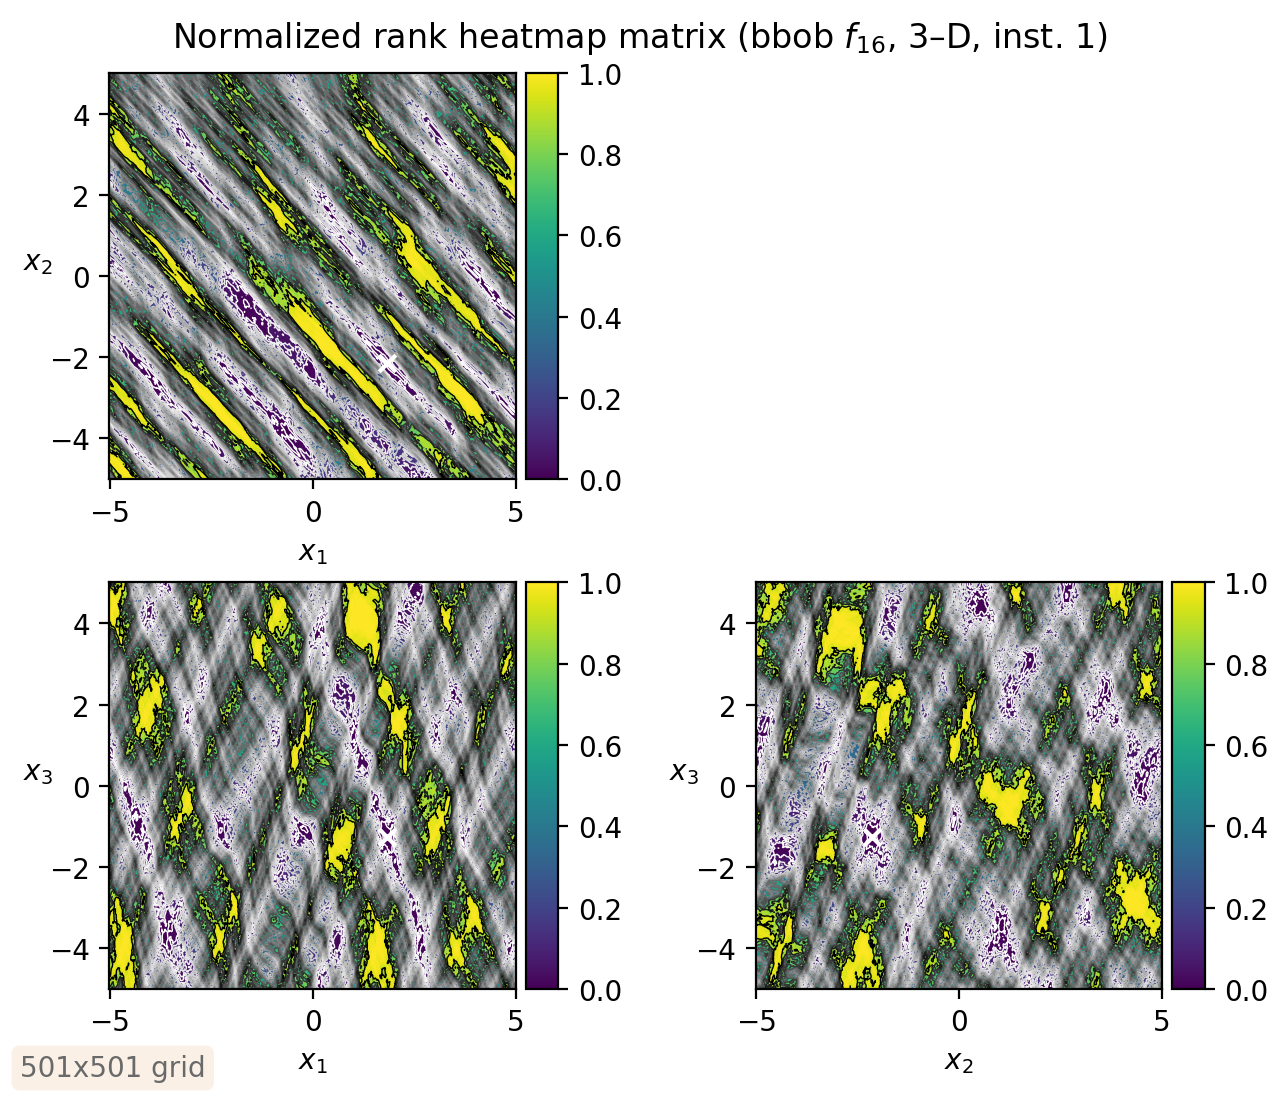 Normalized rank heatmap matrix (bbob f₁₆, 3–D, inst. 1)
1.0
4
0.8
2
0.6
x₂
0
0.4
−2
0.2
−4
0.0
−5 0 5
x₁
1.0 1.0
4 0.8 4 0.8
2 0.6 2 0.6
x₃ 0 x₃ 0
0.4 0.4
−2 −2
0.2 0.2
−4 −4
0.0 0.0
−5 0 5 −5 0 5
x₁ x₂
501x501 grid